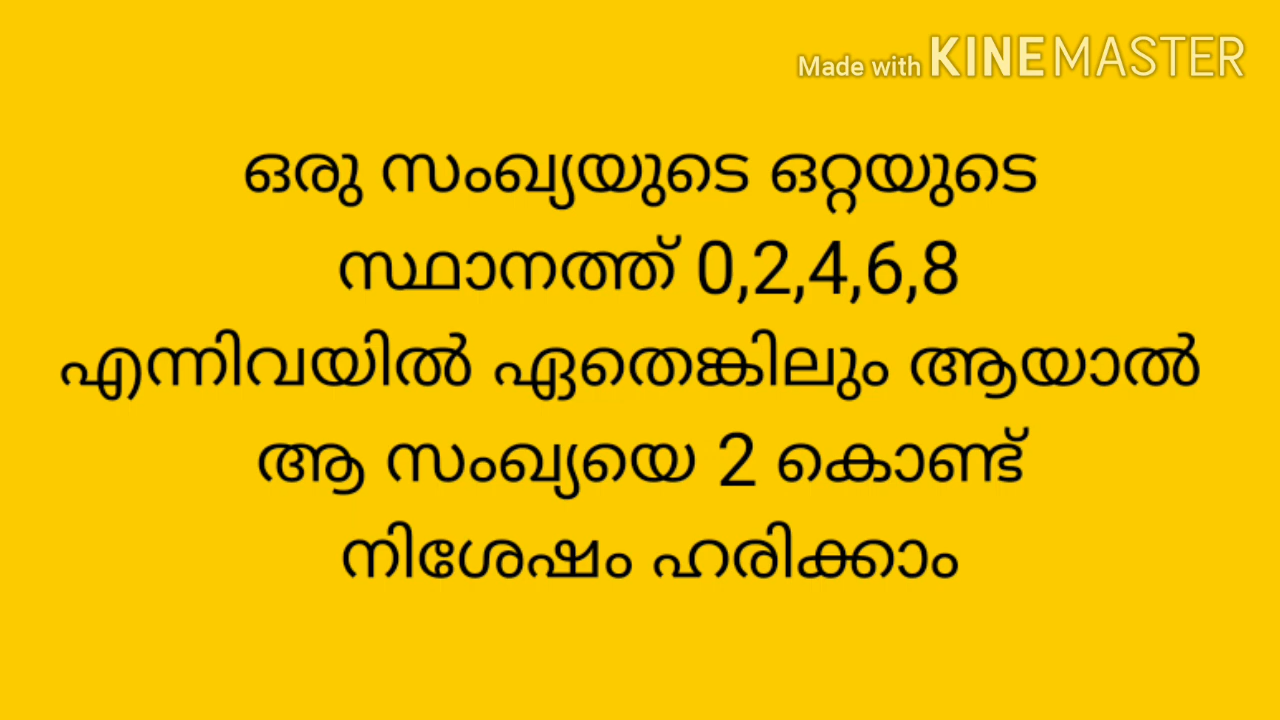 Made with KINEMASTER
ഒരു സംഖ്യയുടെ ഒറ്റയുടെ
സ്ഥാനത്ത് 0,2,4,6,8
എന്നിവയിൽ ഏതെങ്കിലും ആയാൽ
ആ സംഖ്യയെ 2 കൊണ്ട്
നിശേഷം ഹരിക്കാം